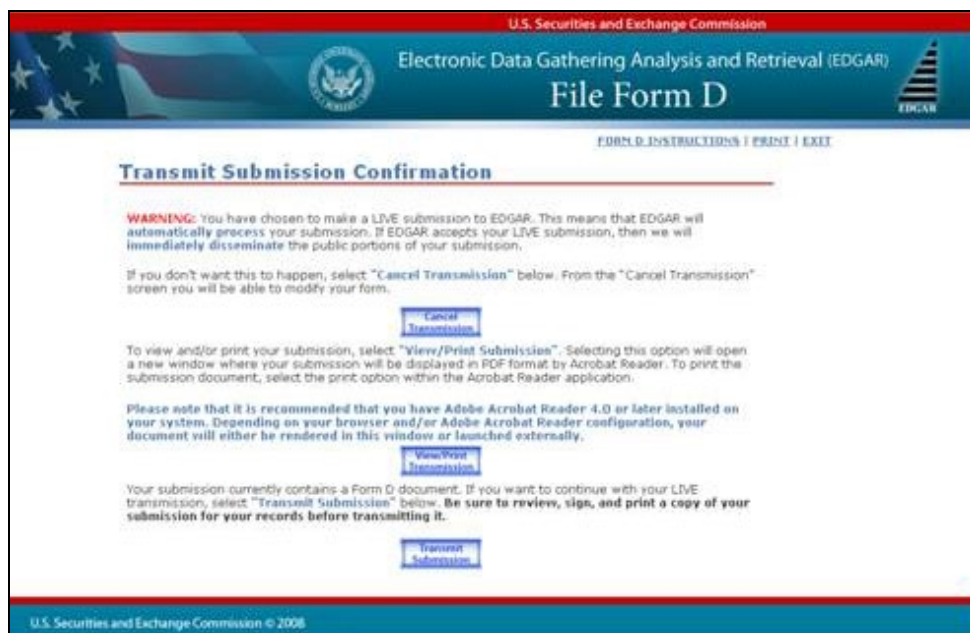 U.S. Securities and Exchange Commission
Electronic Data Gathering Analysis and Retrieval (EDGAR)
File Form D
EDGAR
FORM D INSTRUCTIONS | PRINT | EXIT
Transmit Submission Confirmation
WARNING: You have chosen to make a LIVE submission to EDGAR. This means that EDGAR will
automatically process your submission. If EDGAR accepts your LIVE submission, then we will
immediately disseminate the public portions of your submission.
If you don't want this to happen, select "Cancel Transmission" below. From the "Cancel Transmission"
screen you will be able to modify your form.
Cancel
Transmission
To view and/or print your submission, select "View/Print Submission". Selecting this option will open
a new window where your submission will be displayed in PDF format by Acrobat Reader. To print the
submission document, select the print option within the Acrobat Reader application.
Please note that it is recommended that you have Adobe Acrobat Reader 4.0 or later installed on
your system. Depending on your browser and/or Adobe Acrobat Reader configuration, your
document will either be rendered in this window or launched externally.
View/Print
Transmission
Your submission currently contains a Form D document. If you want to continue with your LIVE
transmission, select "Transmit Submission" below. Be sure to review, sign, and print a copy of your
submission for your records before transmitting it.
Transmit
Submission
U.S. Securities and Exchange Commission © 2008